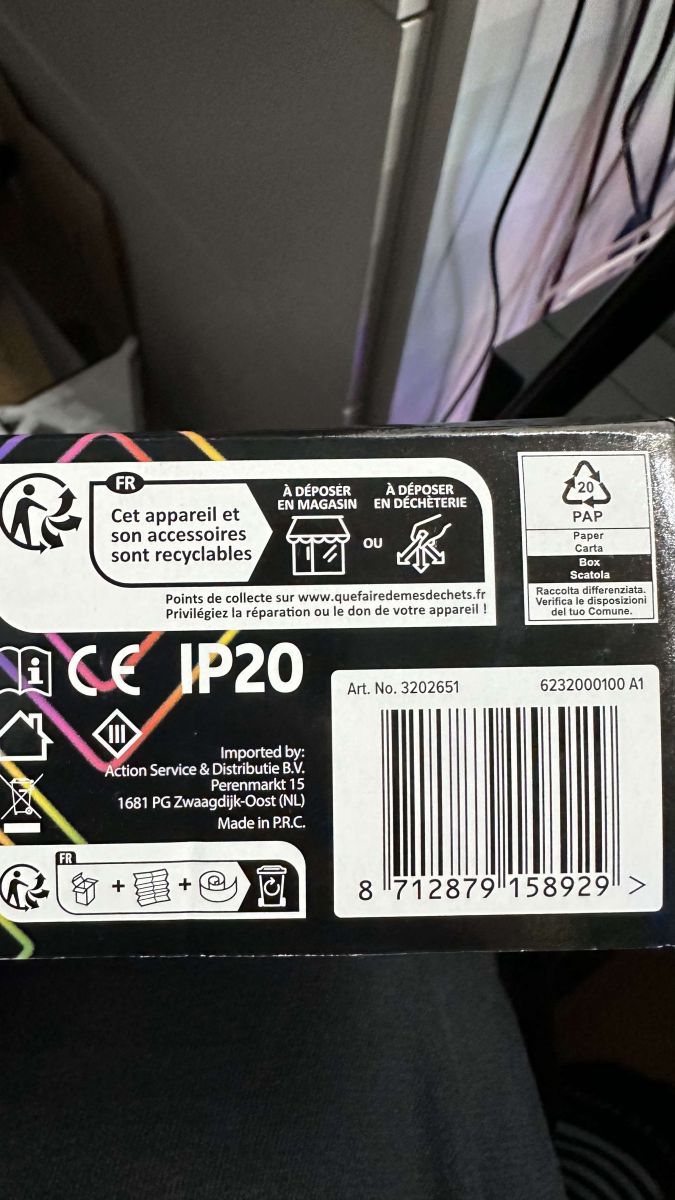 FR
Cet appareil et
son accessoires
sont recyclables
À DÉPOSER
EN MAGASIN
OU
À DÉPOSER
EN DÉCHÈTERIE
Points de collecte sur www.quefairedemesdechets.fr
Privilégiez la réparation ou le don de votre appareil !
20
PAP
Paper
Carta
Box
Scatola
Raccolta differenziata.
Verifica le disposizioni
del tuo Comune.
i
CE IP20
III
Imported by:
Action Service & Distributie B.V.
Perenmarkt 15
1681 PG Zwaagdijk-Oost (NL)
Made in P.R.C.
FR
+ +
Art. No. 3202651 6232000100 A1
8 712879 158929 >